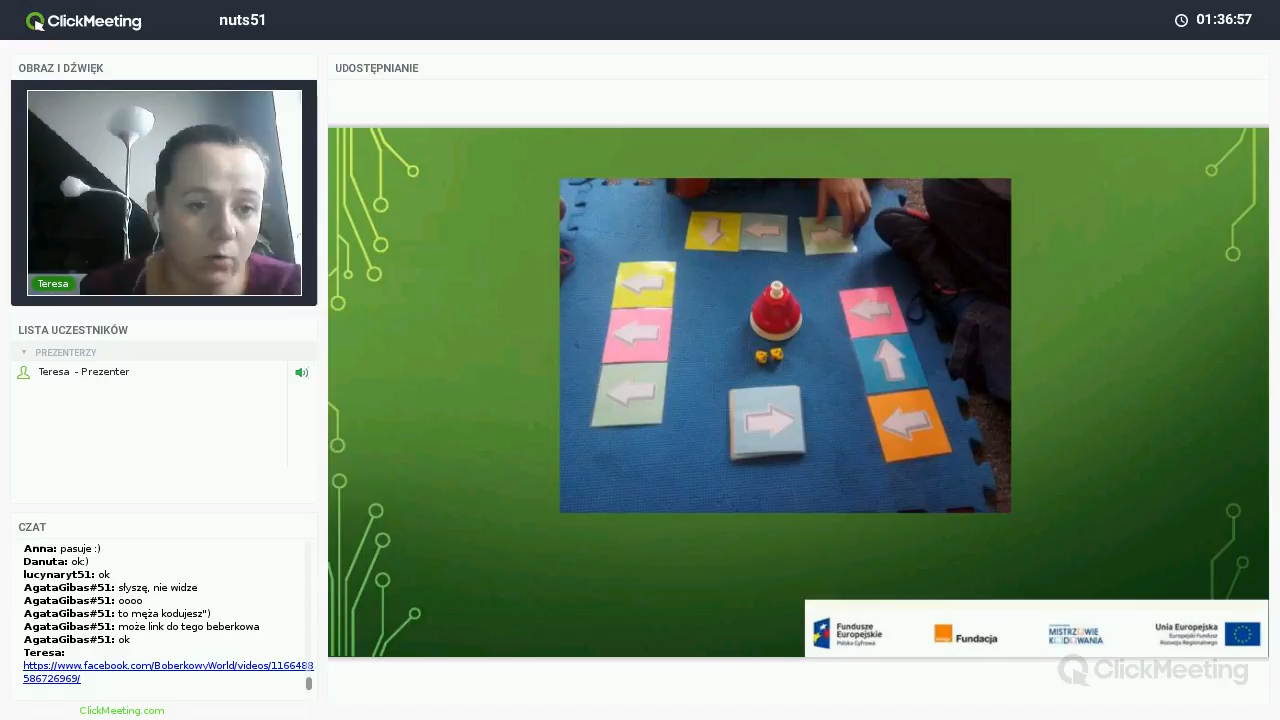 ClickMeeting
nuts51
01:36:57
OBRAZ I DŹWIĘK
Teresa
LISTA UCZESTNIKÓW
PREZENTERZY
Teresa - Prezenter
CZAT
Anna: pasuje :)
Danuta: ok:)
lucynaryt51: ok
AgataGibas#51: słyszę, nie widze
AgataGibas#51: oooo
AgataGibas#51: to męża kodujesz")
AgataGibas#51: może link do tego beberkowa
AgataGibas#51: ok
Teresa:
https://www.facebook.com/BoberkowyWorld/videos/116648
586726969/
ClickMeeting.com
UDOSTĘPNIANIE
Fundusze
Europejskie
Polska Cyfrowa
Fundacja
MISTRZOWIE
KODOWANIA
Unia Europejska
Europejski Fundusz
Rozwoju Regionalnego
ClickMeeting